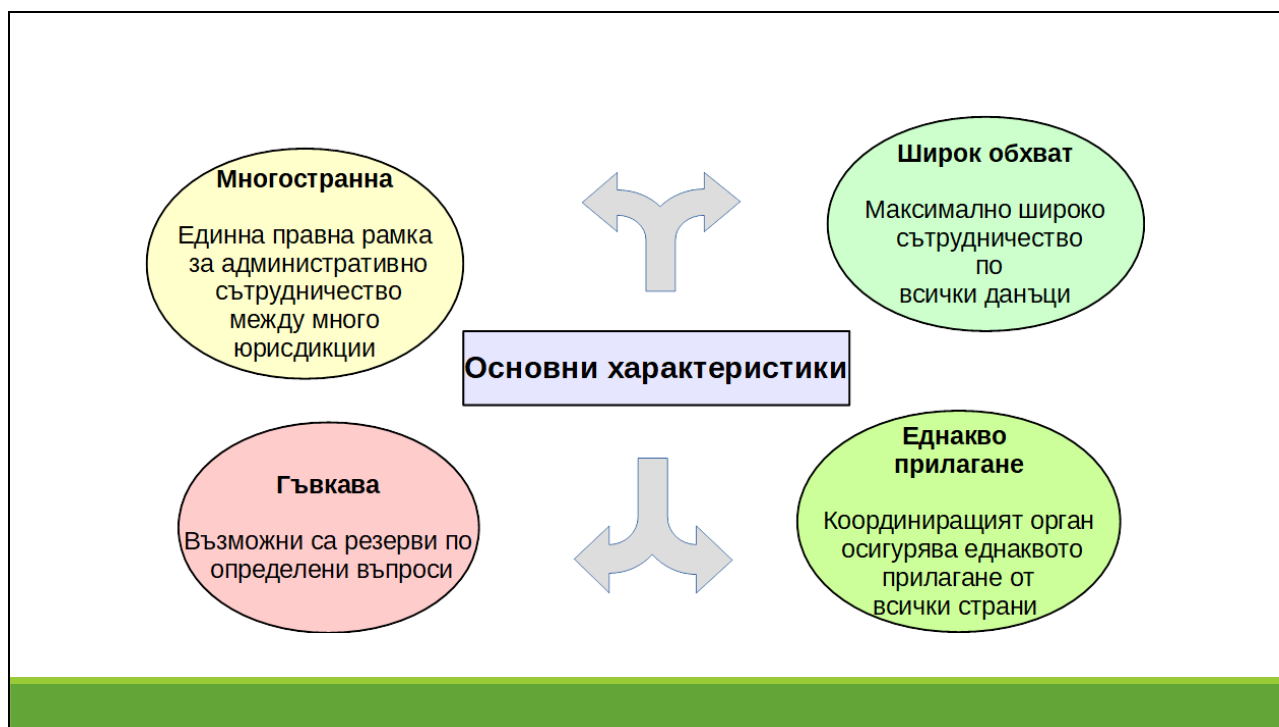 Многостранна
Единна правна рамка
за административно
сътрудничество
между много
юрисдикции
Широк обхват
Максимално широко
сътрудничество
по
всички данъци
Основни характеристики
Гъвкава
Възможни са резерви по
определени въпроси
Еднакво
прилагане
Координиращият орган
осигурява еднаквото
прилагане от
всички страни